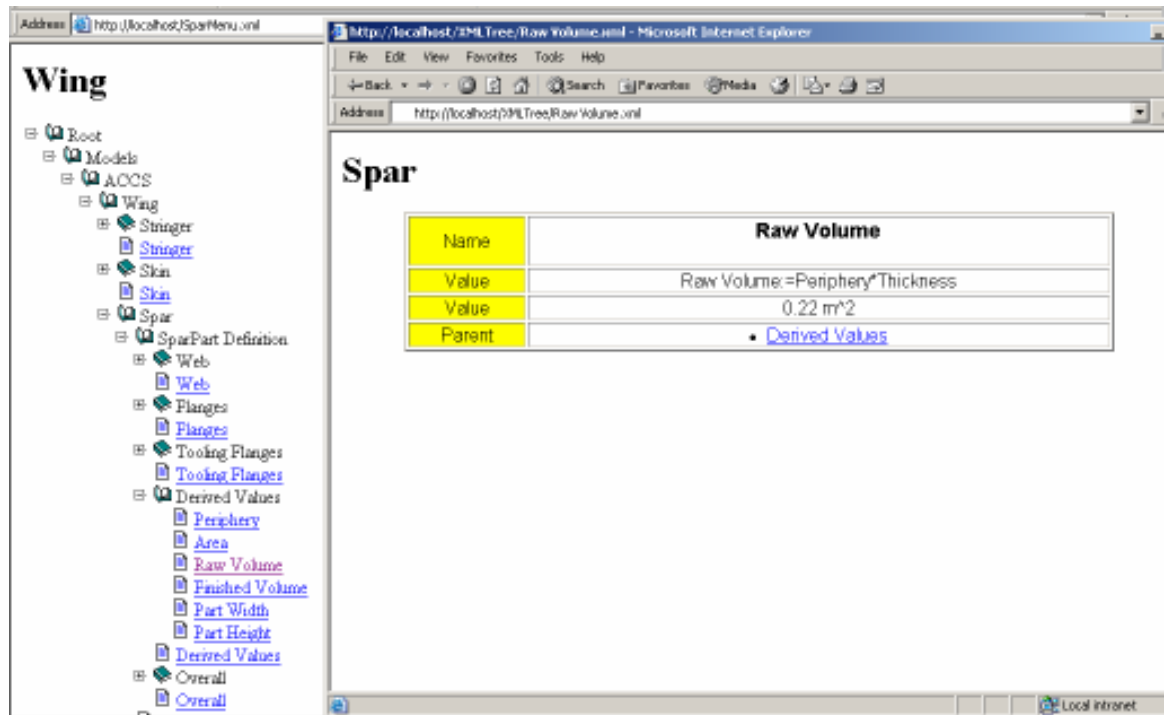 Address http://localhost/SparMenu.xml
Wing
Root
Models
ACCS
Wing
Stringer
Stringer
Skin
Skin
Spar
SparPart Definition
Web
Web
Flanges
Flanges
Tooling Flanges
Tooling Flanges
Derived Values
Periphery
Area
Raw Volume
Finished Volume
Part Width
Part Height
Derived Values
Overall
Overall
http://localhost/XMLTree/Raw Volume.xml - Microsoft Internet Explorer
File Edit View Favorites Tools Help
Back Search Favorites Media
Address http://localhost/XMLTree/Raw Volume.xml
Spar
Name Raw Volume
Value Raw Volume:=Periphery*Thickness
Value 0.22 m^2
Parent • Derived Values
Local intranet